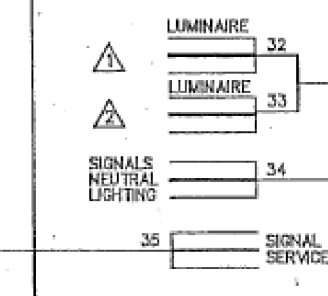 LUMINAIRE
32
1
LUMINAIRE
33
2
SIGNALS
NEUTRAL
LIGHTING
34
35
SIGNAL
SERVICE